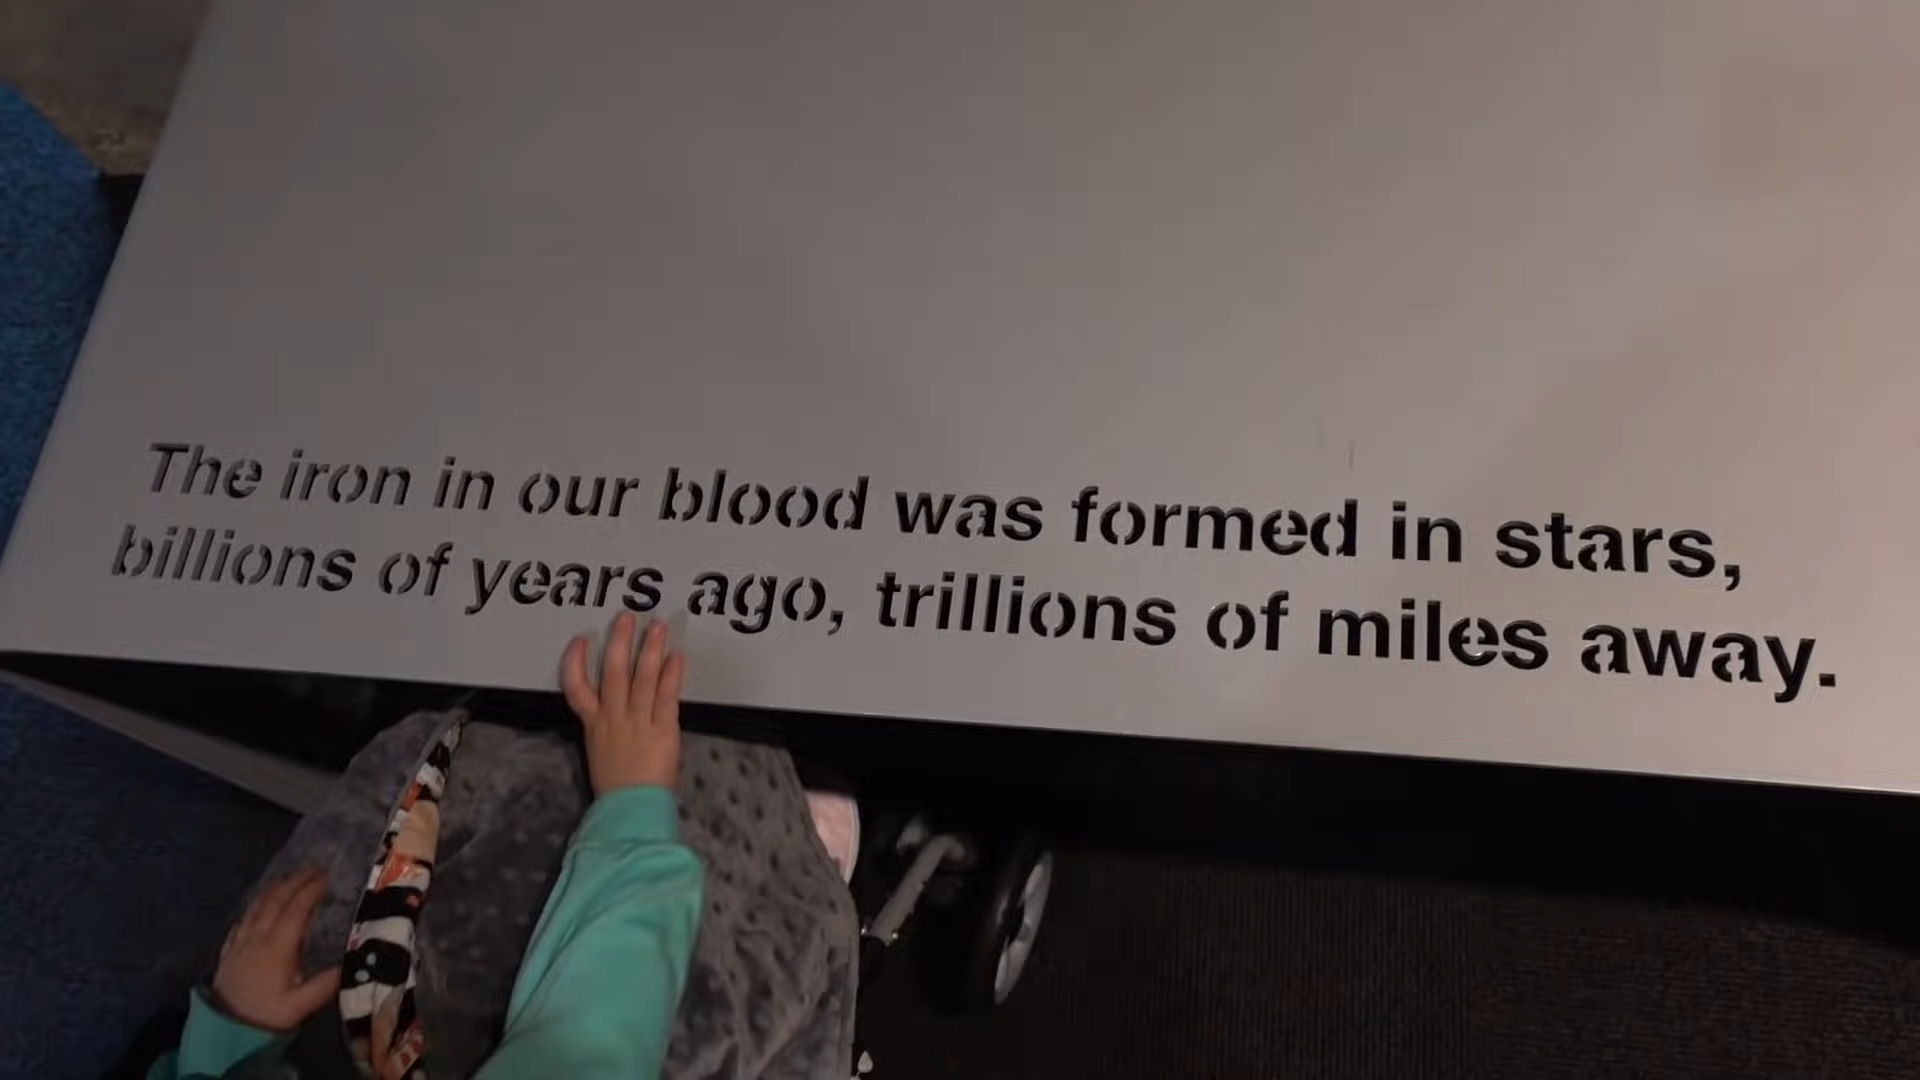 The iron in our blood was formed in stars,
billions of years ago, trillions of miles away.